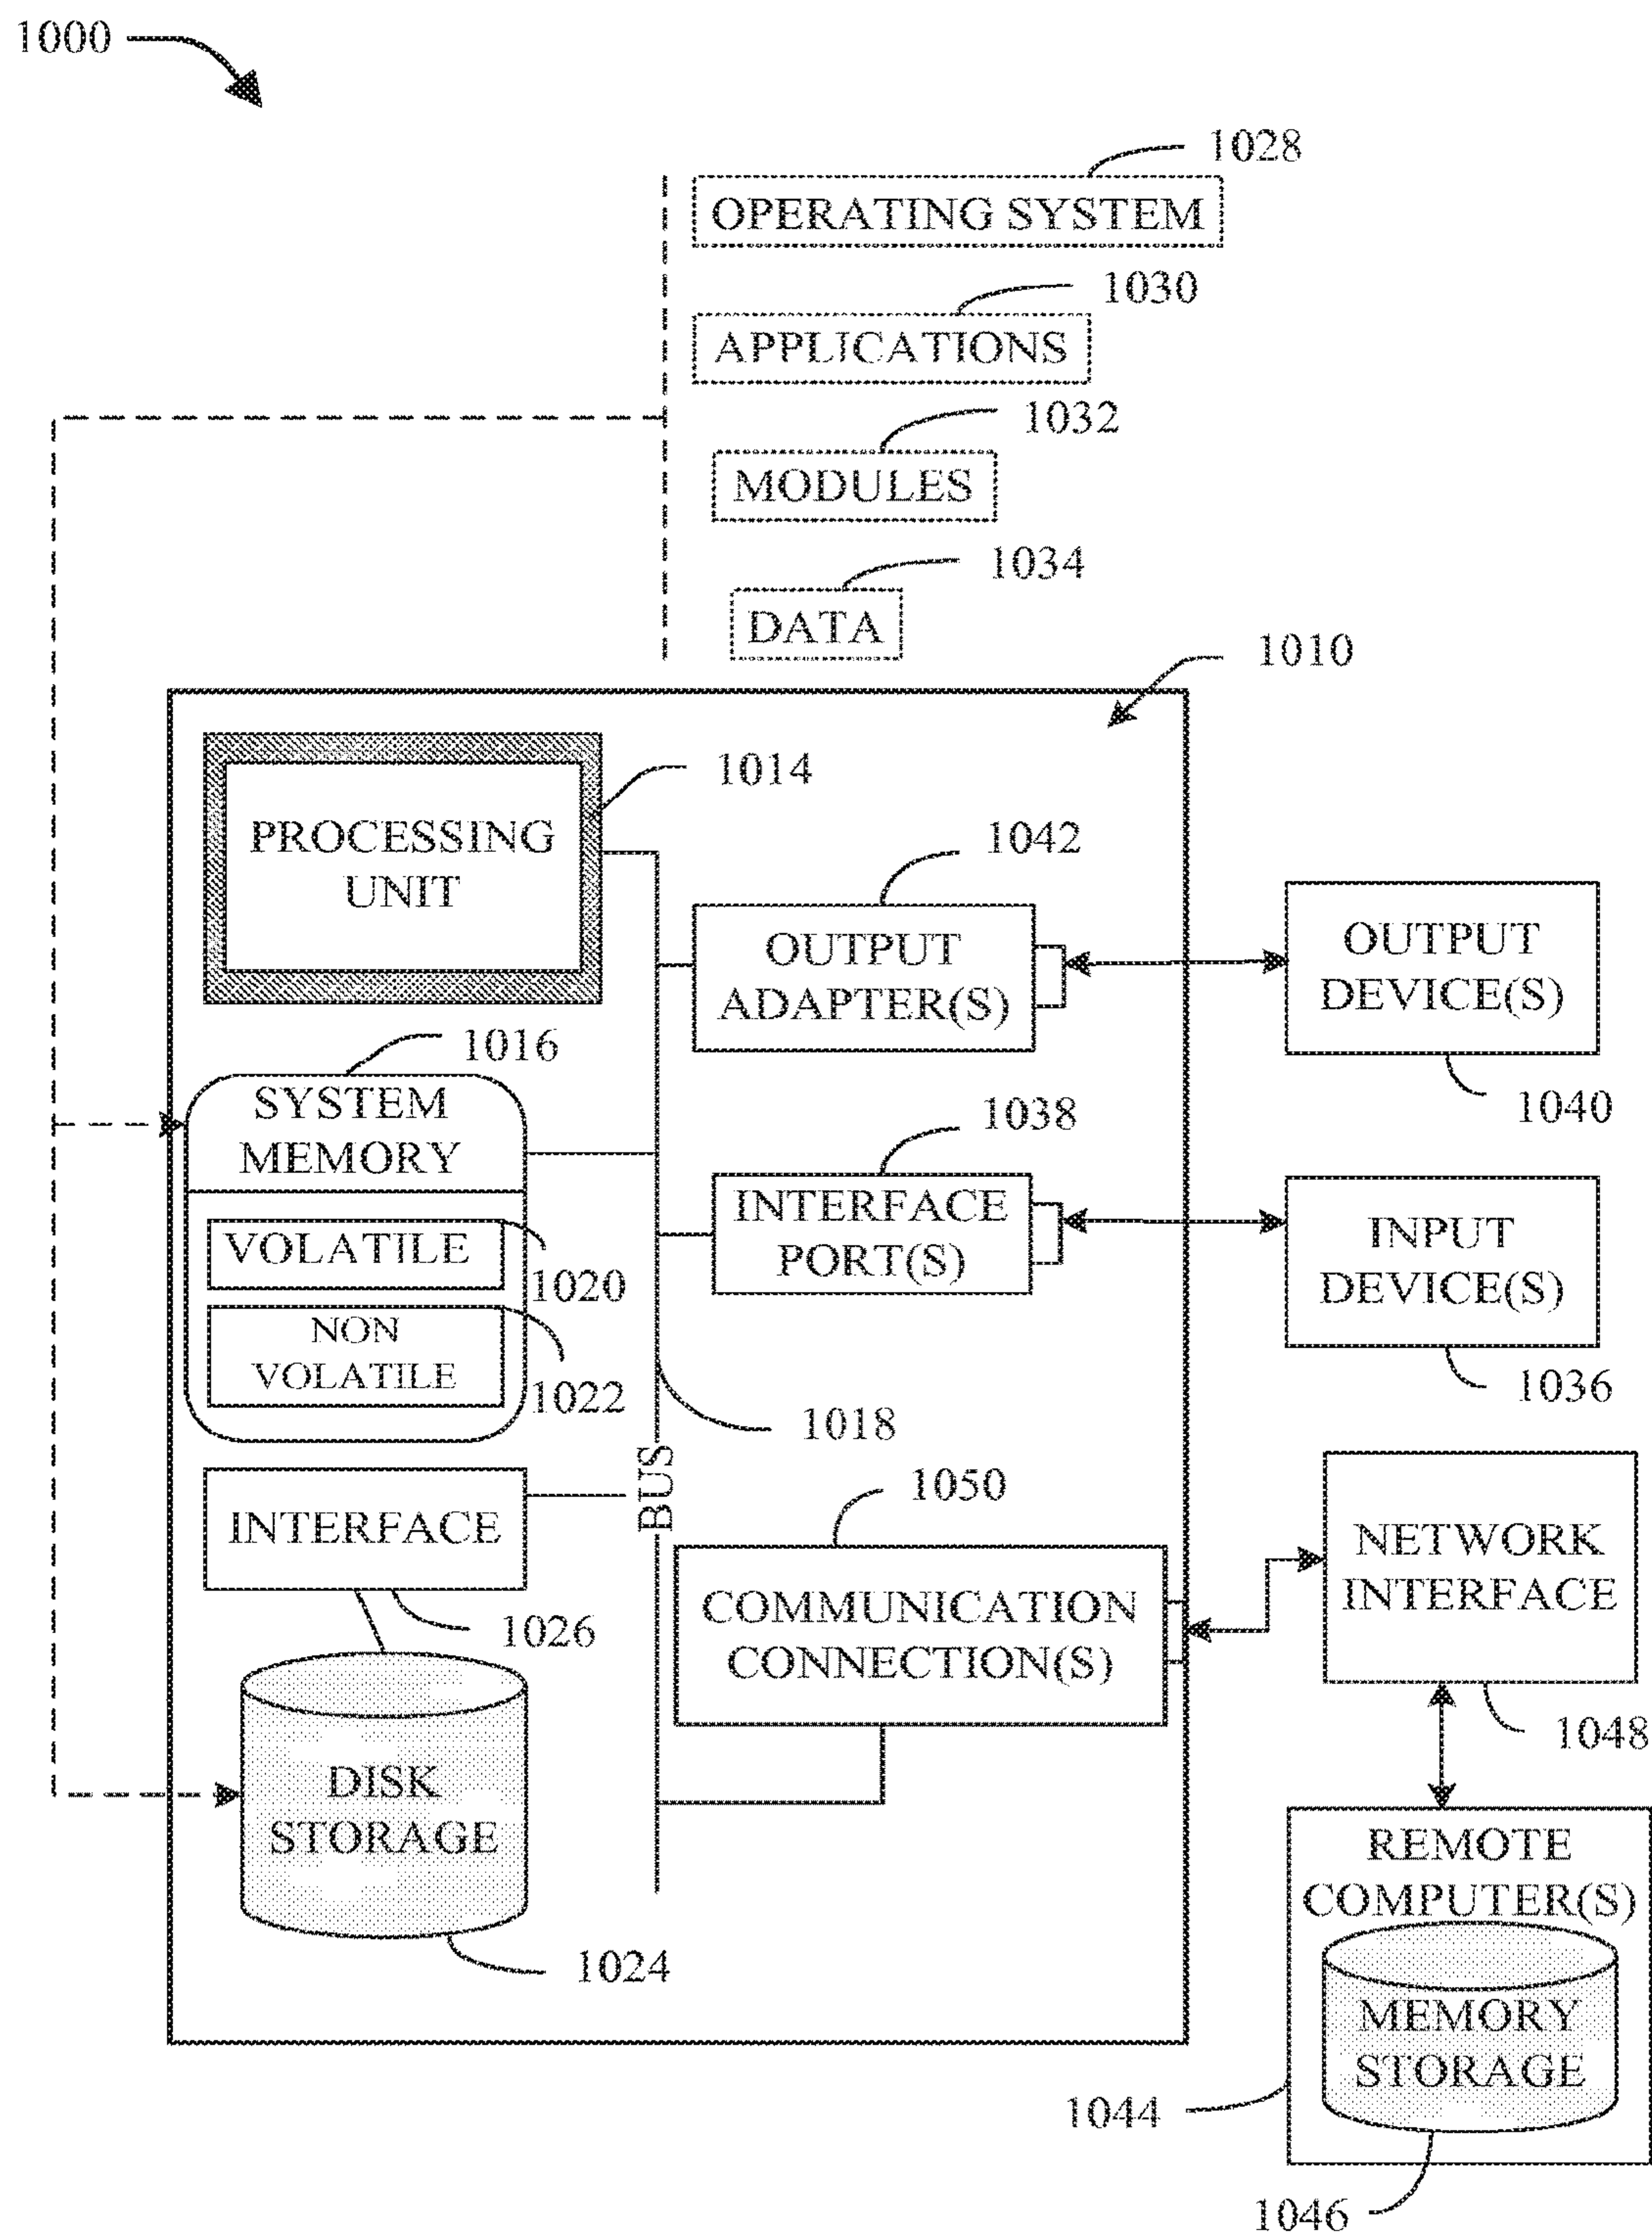 1000
1028
OPERATING SYSTEM
1030
APPLICATIONS
1032
MODULES
1034
DATA
1010
1014
PROCESSING
UNIT
1042
OUTPUT
ADAPTER(S)
OUTPUT
DEVICE(S)
1040
1016
SYSTEM
MEMORY
VOLATILE
1020
NON
VOLATILE
1022
1038
INTERFACE
PORT(S)
INPUT
DEVICE(S)
1036
1018
BUS
INTERFACE
1026
1050
COMMUNICATION
CONNECTION(S)
NETWORK
INTERFACE
1048
DISK
STORAGE
1024
REMOTE
COMPUTER(S)
MEMORY
STORAGE
1044
1046